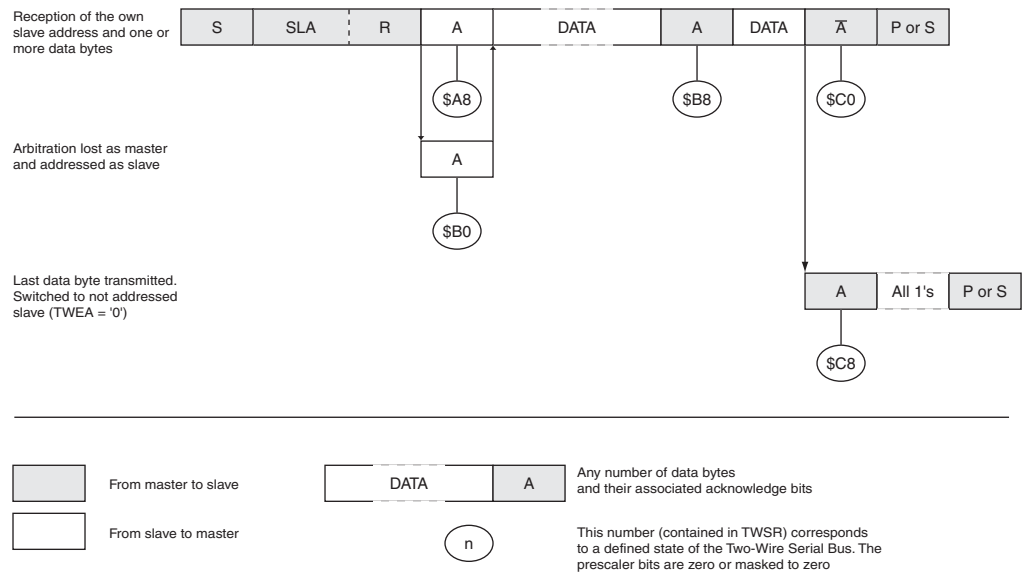 Reception of the own
slave address and one or
more data bytes
S SLA R A DATA A DATA A̅ P or S
$A8 $B8 $C0
Arbitration lost as master
and addressed as slave
A
$B0
Last data byte transmitted.
Switched to not addressed
slave (TWEA = '0')
A All 1's P or S
$C8
From master to slave
DATA A
Any number of data bytes
and their associated acknowledge bits
From slave to master
n
This number (contained in TWSR) corresponds
to a defined state of the Two-Wire Serial Bus. The
prescaler bits are zero or masked to zero